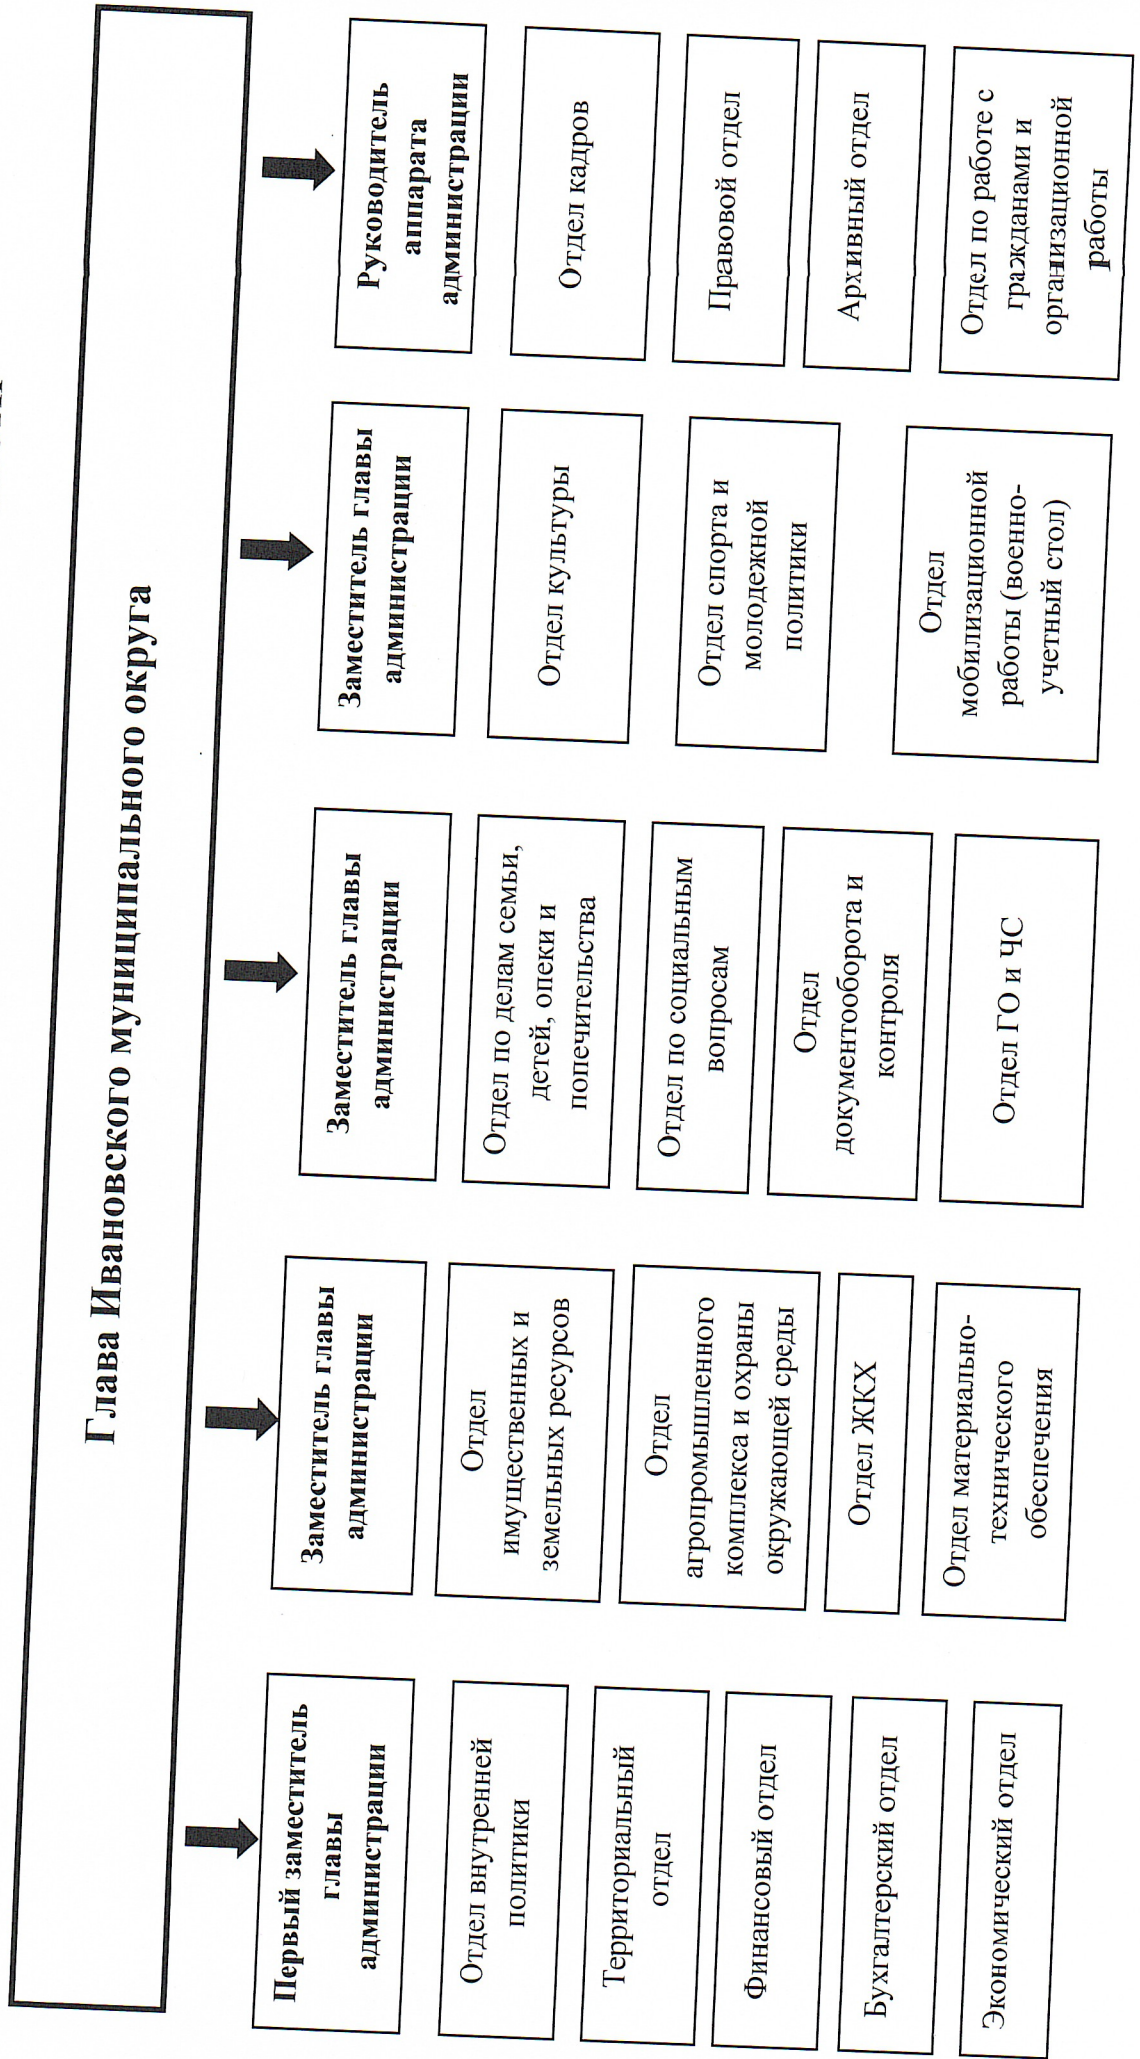 Глава Ивановского муниципального округа
Первый заместитель
главы
администрации
Отдел внутренней
политики
Территориальный
отдел
Финансовый отдел
Бухгалтерский отдел
Экономический отдел
Заместитель главы
администрации
Отдел
имущественных и
земельных ресурсов
Отдел
агропромышленного
комплекса и охраны
окружающей среды
Отдел ЖКХ
Отдел материально-
технического
обеспечения
Заместитель главы
администрации
Отдел по делам семьи,
детей, опеки и
попечительства
Отдел по социальным
вопросам
Отдел
документооборота и
контроля
Отдел ГО и ЧС
Заместитель главы
администрации
Отдел культуры
Отдел спорта и
молодежной
политики
Отдел
мобилизационной
работы (военно-
учетный стол)
Руководитель
аппарата
администрации
Отдел кадров
Правовой отдел
Архивный отдел
Отдел по работе с
гражданами и
организационной
работы